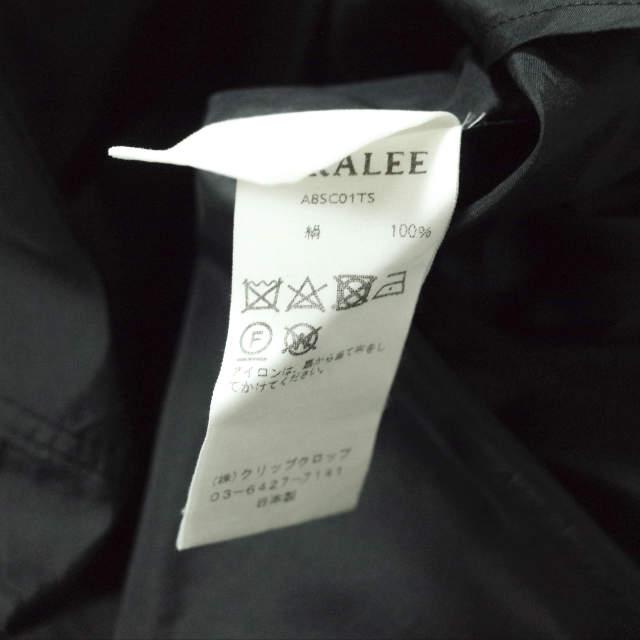 RALEE
ABSC01TS
絹 100%
F W
アイロンは、裏から当て布をし
てかけてください。
(株)クリップクロップ
03-6427-7141
日本製